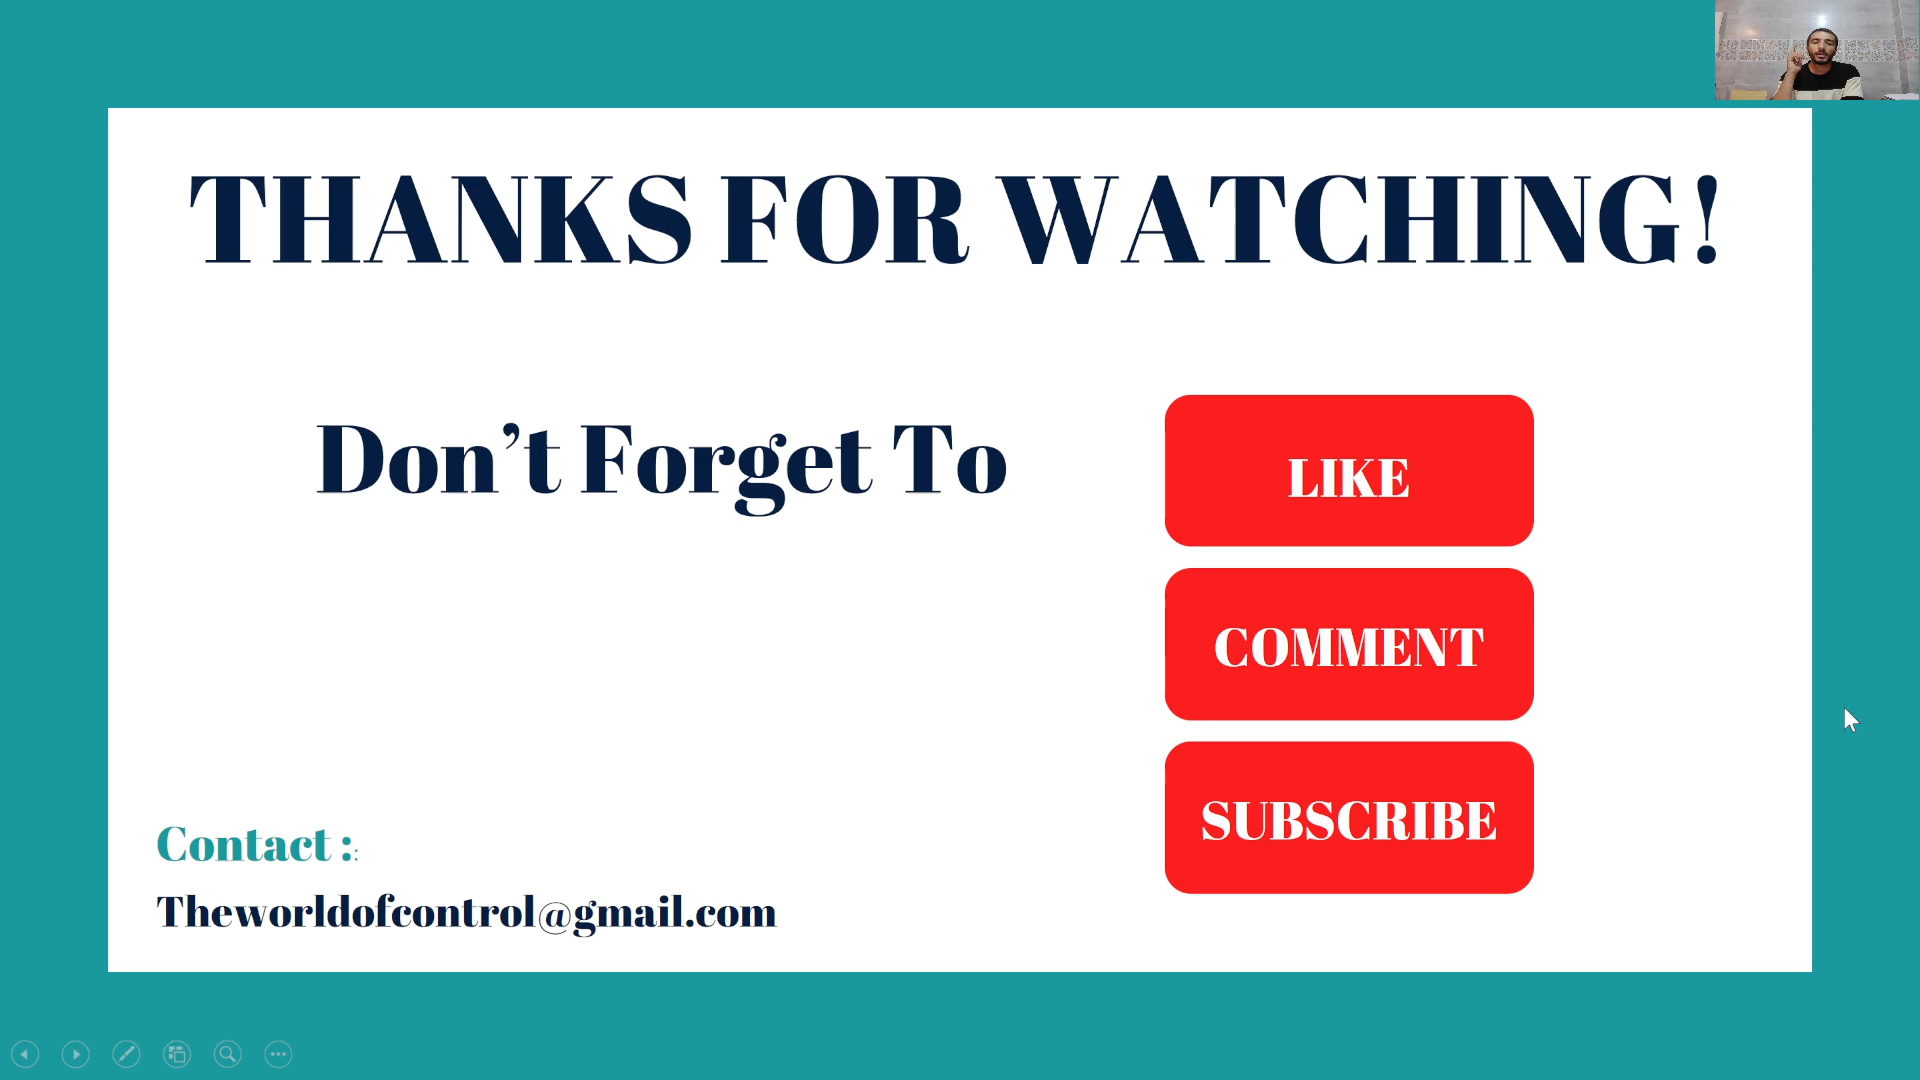 THANKS FOR WATCHING!
Don’t Forget To
LIKE
COMMENT
SUBSCRIBE
Contact ::
Theworldofcontrol@gmail.com